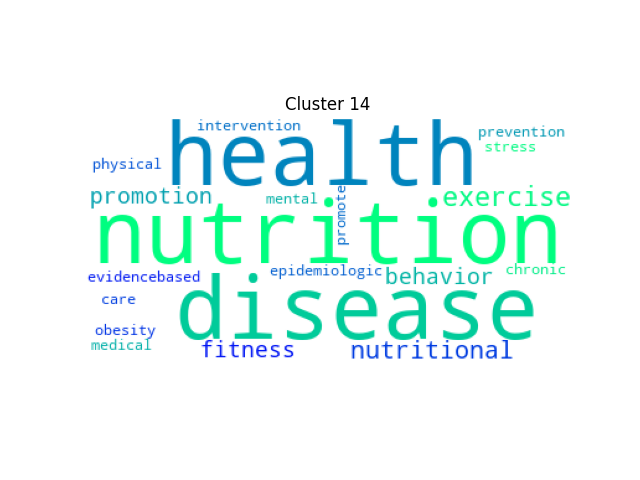 Cluster 14
intervention
health
prevention
stress
physical
promotion
mental
promote
exercise
nutrition
evidencebased
epidemiologic
behavior
chronic
care
disease
obesity
medical
fitness
nutritional